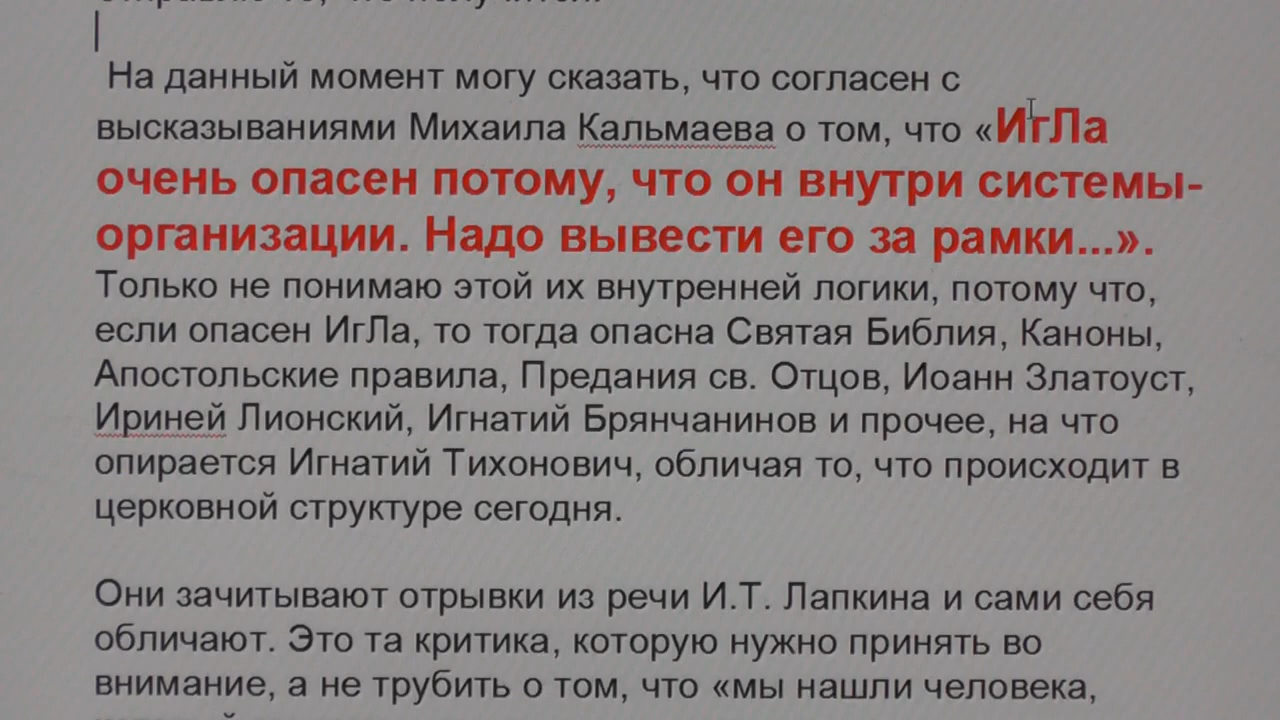 На данный момент могу сказать, что согласен с
высказываниями Михаила Кальмаева о том, что «ИгЛа
очень опасен потому, что он внутри системы-
организации. Надо вывести его за рамки...».
Только не понимаю этой их внутренней логики, потому что,
если опасен ИгЛа, то тогда опасна Святая Библия, Каноны,
Апостольские правила, Предания св. Отцов, Иоанн Златоуст,
Ириней Лионский, Игнатий Брянчанинов и прочее, на что
опирается Игнатий Тихонович, обличая то, что происходит в
церковной структуре сегодня.
Они зачитывают отрывки из речи И.Т. Лапкина и сами себя
обличают. Это та критика, которую нужно принять во
внимание, а не трубить о том, что «мы нашли человека,